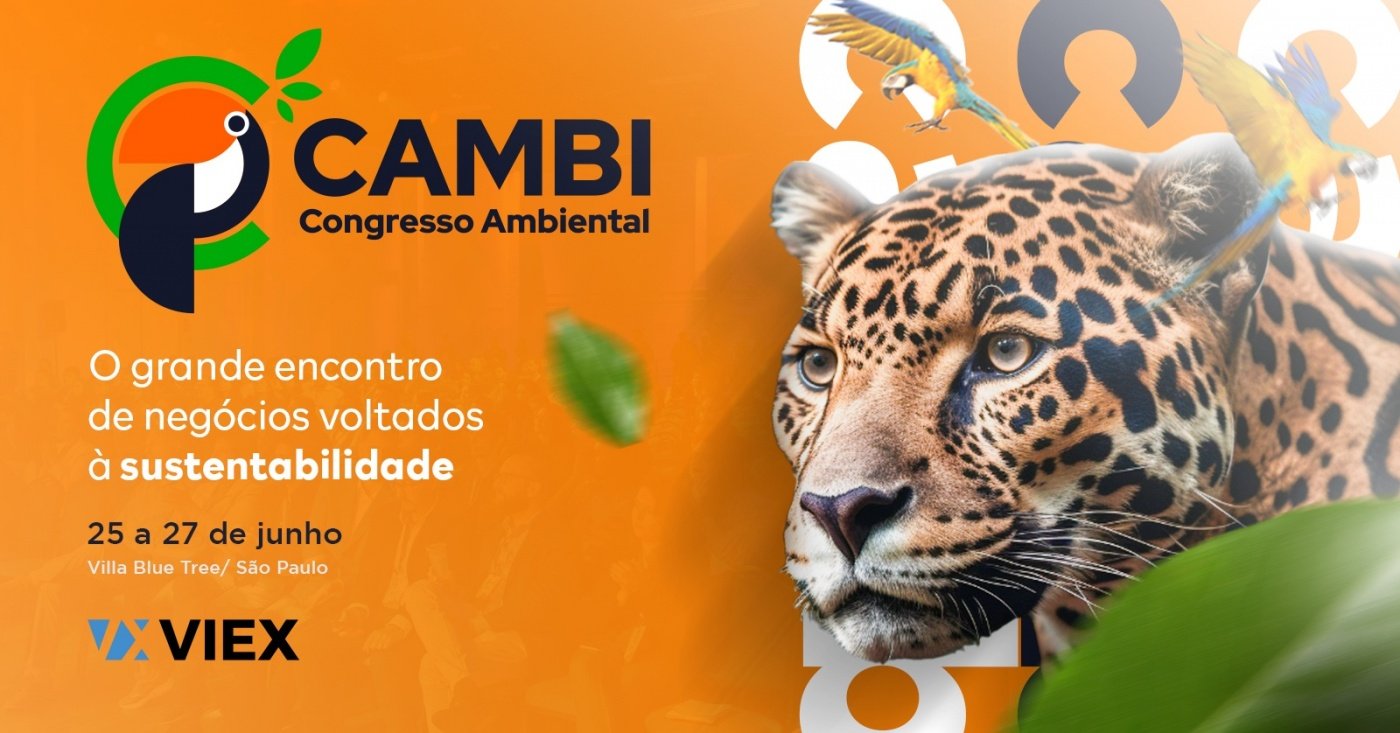 CAMBI
Congresso Ambiental
O grande encontro
de negócios voltados
à sustentabilidade
25 a 27 de junho
Villa Blue Tree/ São Paulo
VIEX